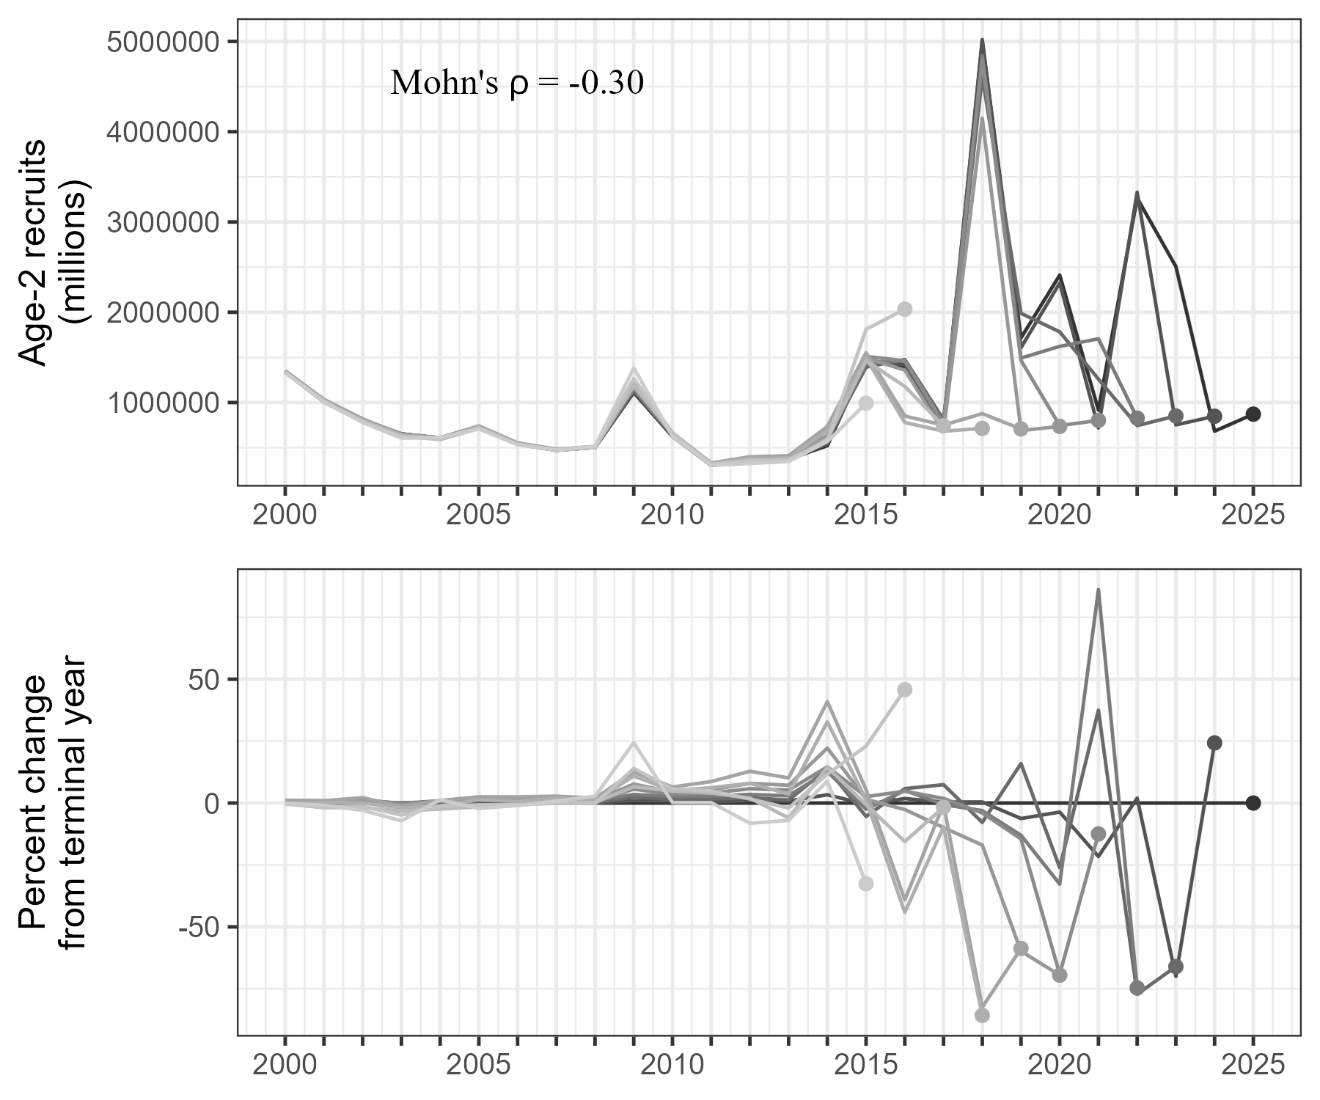 Age-2 recruits
(millions)
5000000
4000000
3000000
2000000
1000000
Mohn's ρ = -0.30
2000 2005 2010 2015 2020 2025
Percent change
from terminal year
50
0
-50
2000 2005 2010 2015 2020 2025